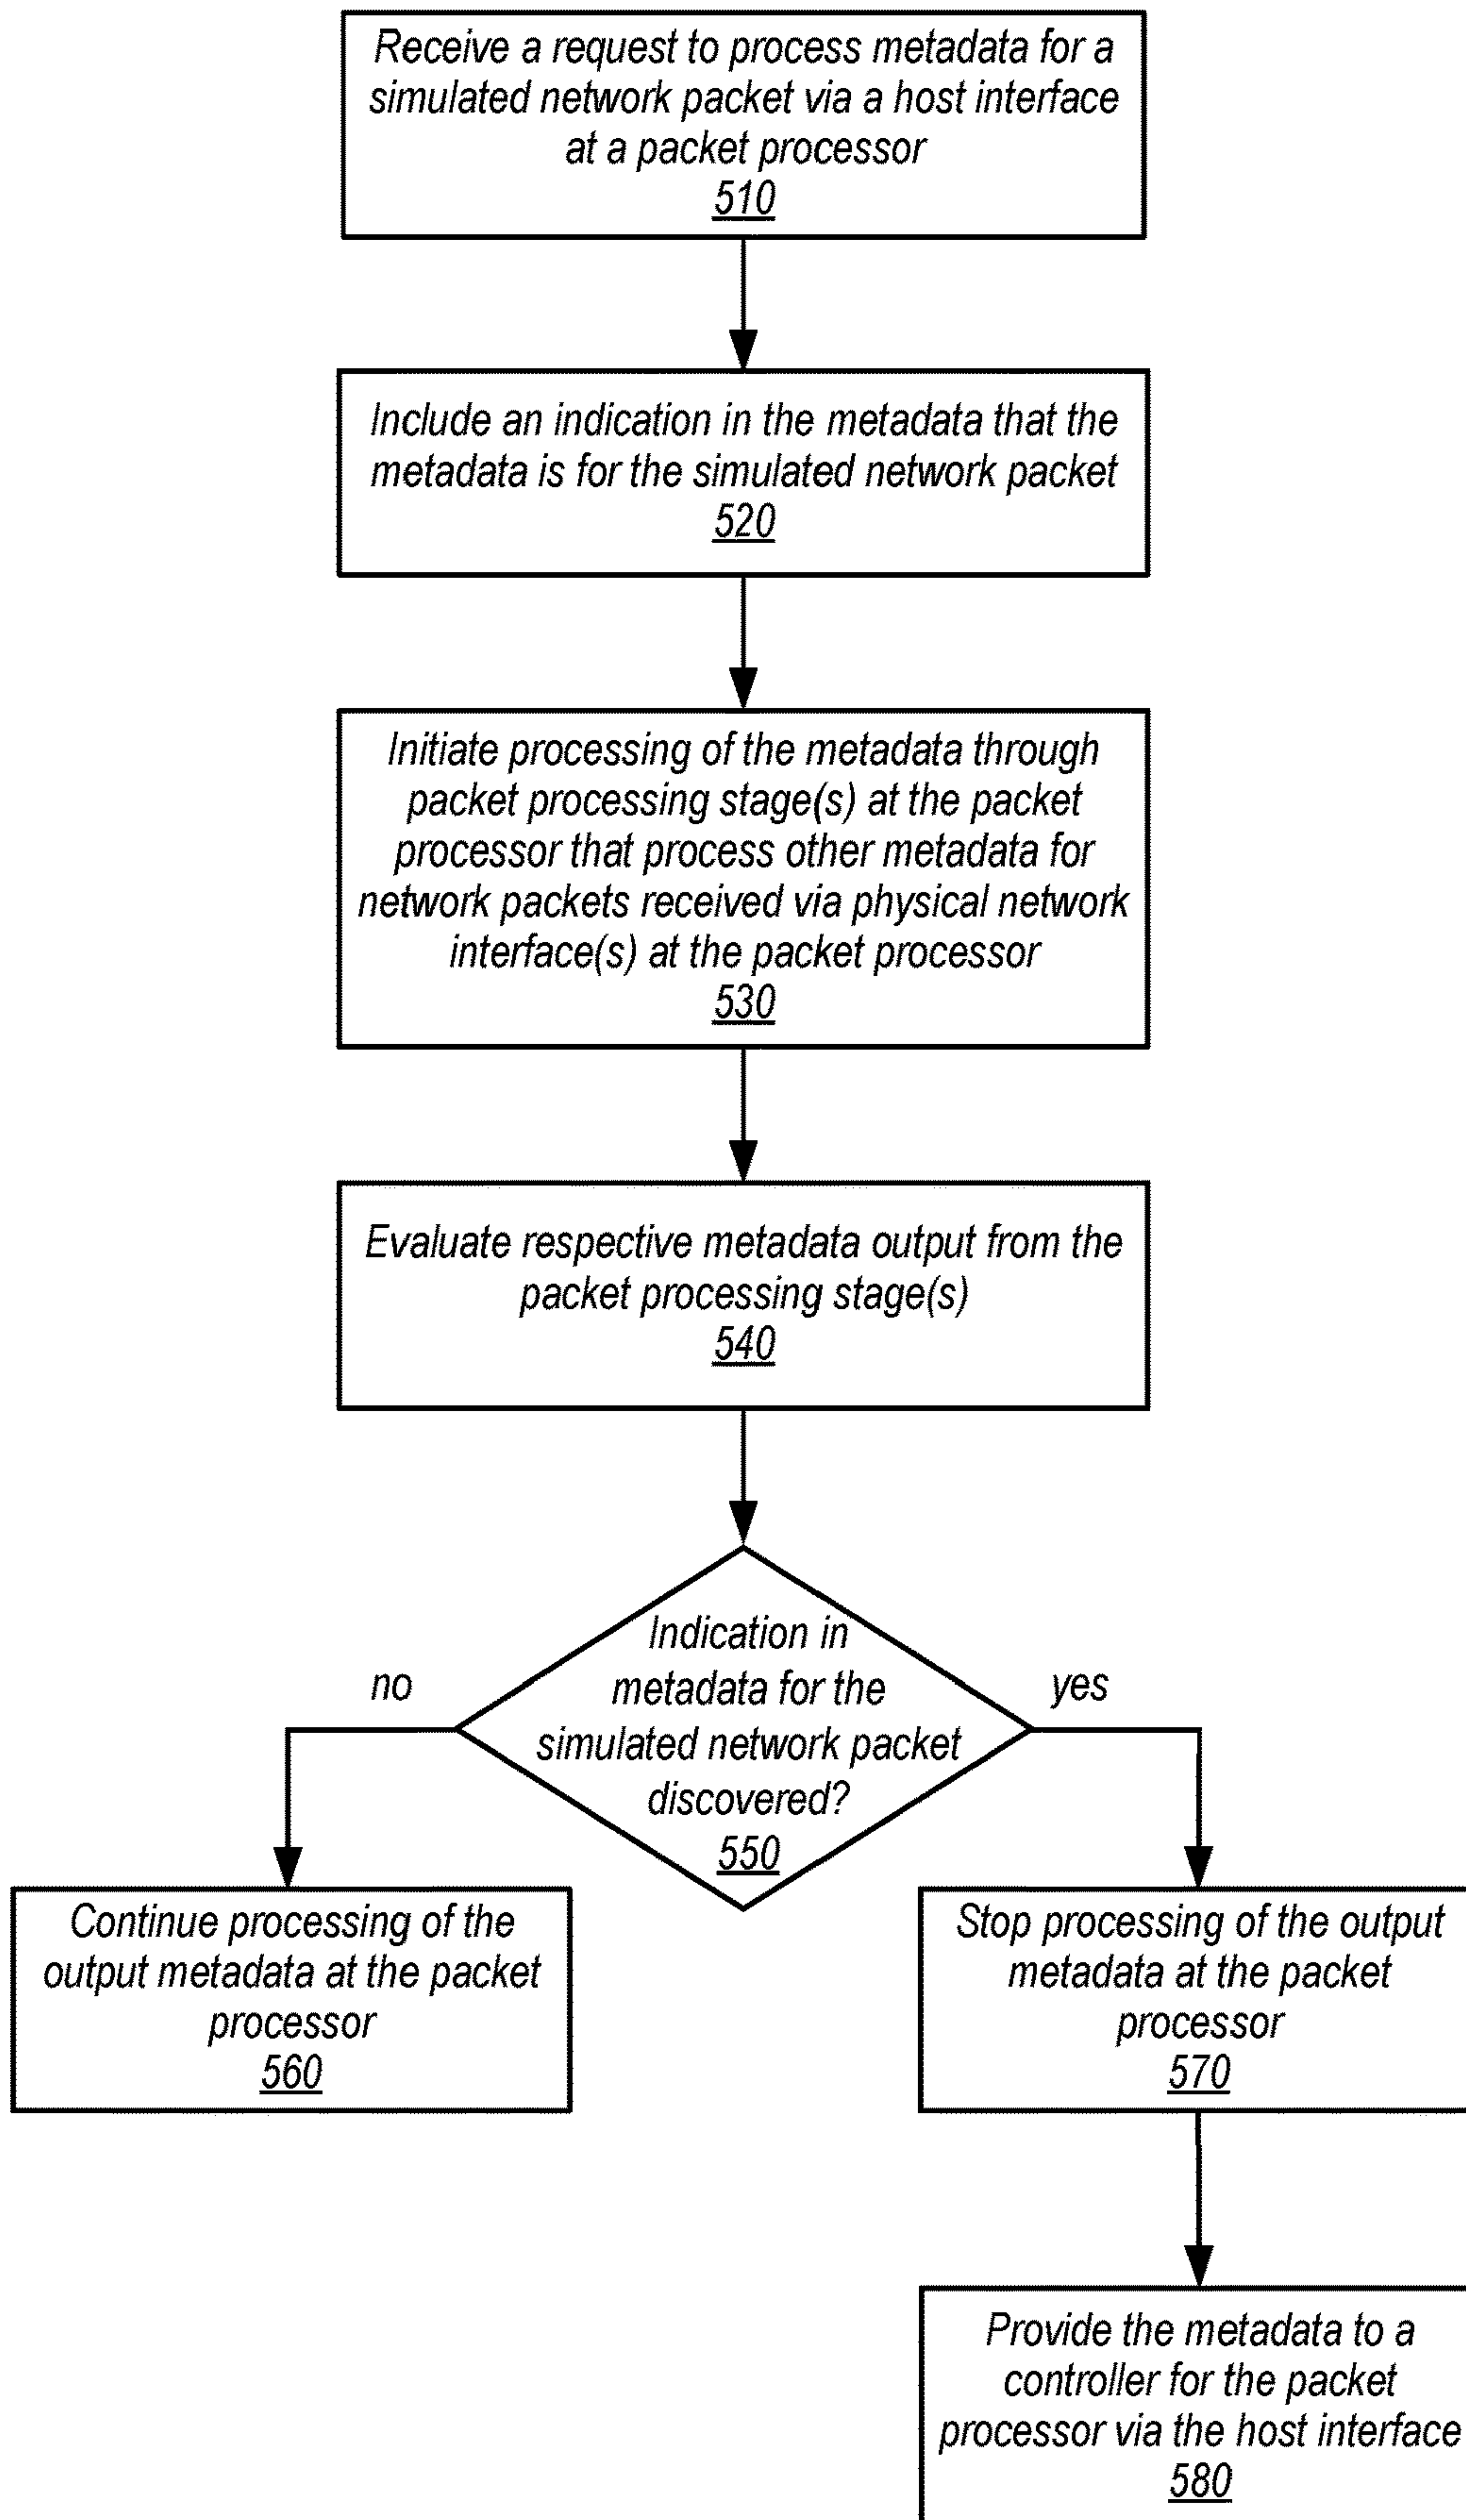 Receive a request to process metadata for a
simulated network packet via a host interface
at a packet processor
510
Include an indication in the metadata that the
metadata is for the simulated network packet
520
Initiate processing of the metadata through
packet processing stage(s) at the packet
processor that process other metadata for
network packets received via physical network
interface(s) at the packet processor
530
Evaluate respective metadata output from the
packet processing stage(s)
540
Indication in
metadata for the
simulated network packet
discovered?
550
no
yes
Continue processing of the
output metadata at the packet
processor
560
Stop processing of the output
metadata at the packet
processor
570
Provide the metadata to a
controller for the packet
processor via the host interface
580